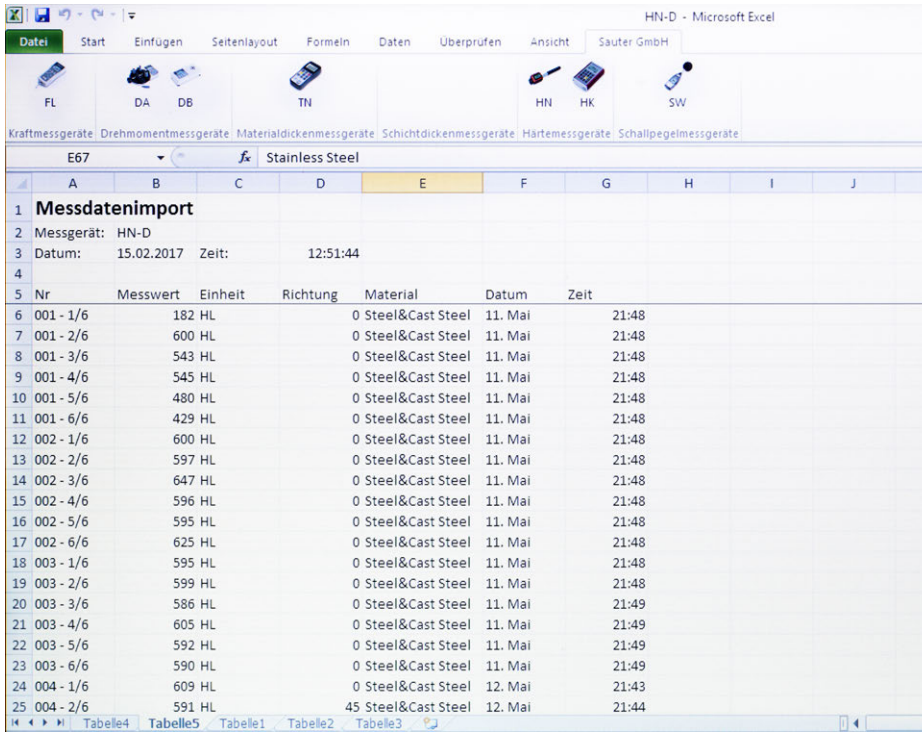 HN-D - Microsoft Excel
Datei Start Einfügen Seitenlayout Formeln Daten Überprüfen Ansicht Sauter GmbH
FL DA DB TN HN HK SW
Kraftmessgeräte Drehmomentmessgeräte Materialdickenmessgeräte Schichtdickenmessgeräte Härtemessgeräte Schallpegelmessgeräte
E67 fx Stainless Steel
A B C D E F G H I J
1 Messdatenimport
2 Messgerät: HN-D
3 Datum: 15.02.2017 Zeit: 12:51:44
4
5 Nr Messwert Einheit Richtung Material Datum Zeit
6 001 - 1/6 182 HL 0 Steel&Cast Steel 11. Mai 21:48
7 001 - 2/6 600 HL 0 Steel&Cast Steel 11. Mai 21:48
8 001 - 3/6 543 HL 0 Steel&Cast Steel 11. Mai 21:48
9 001 - 4/6 545 HL 0 Steel&Cast Steel 11. Mai 21:48
10 001 - 5/6 480 HL 0 Steel&Cast Steel 11. Mai 21:48
11 001 - 6/6 429 HL 0 Steel&Cast Steel 11. Mai 21:48
12 002 - 1/6 600 HL 0 Steel&Cast Steel 11. Mai 21:48
13 002 - 2/6 597 HL 0 Steel&Cast Steel 11. Mai 21:48
14 002 - 3/6 647 HL 0 Steel&Cast Steel 11. Mai 21:48
15 002 - 4/6 596 HL 0 Steel&Cast Steel 11. Mai 21:48
16 002 - 5/6 595 HL 0 Steel&Cast Steel 11. Mai 21:48
17 002 - 6/6 625 HL 0 Steel&Cast Steel 11. Mai 21:48
18 003 - 1/6 595 HL 0 Steel&Cast Steel 11. Mai 21:48
19 003 - 2/6 599 HL 0 Steel&Cast Steel 11. Mai 21:48
20 003 - 3/6 586 HL 0 Steel&Cast Steel 11. Mai 21:49
21 003 - 4/6 605 HL 0 Steel&Cast Steel 11. Mai 21:49
22 003 - 5/6 592 HL 0 Steel&Cast Steel 11. Mai 21:49
23 003 - 6/6 590 HL 0 Steel&Cast Steel 11. Mai 21:49
24 004 - 1/6 609 HL 0 Steel&Cast Steel 12. Mai 21:43
25 004 - 2/6 591 HL 45 Steel&Cast Steel 12. Mai 21:44
Tabelle4 Tabelle5 Tabelle1 Tabelle2 Tabelle3